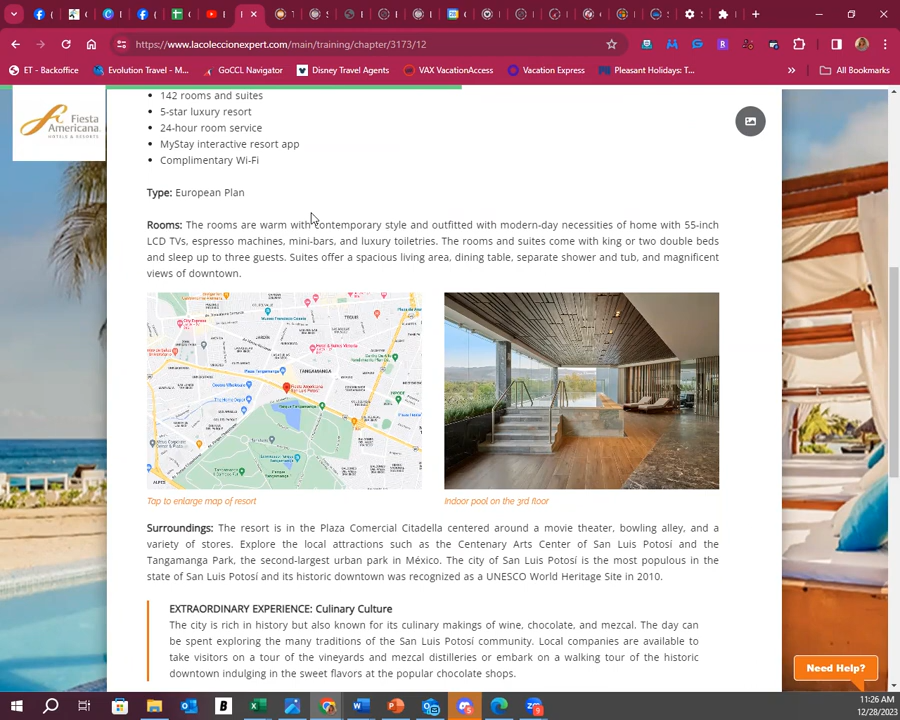 https://www.lacoleccionexpert.com/main/training/chapter/3173/12
ET - Backoffice
Evolution Travel - M...
GoCCL Navigator
Disney Travel Agents
VAX VacationAccess
Vacation Express
Pleasant Holidays: T...
»
All Bookmarks
Fiesta
Americana
HOTELS & RESORTS
• 142 rooms and suites
• 5-star luxury resort
• 24-hour room service
• MyStay interactive resort app
• Complimentary Wi-Fi
Type: European Plan
Rooms: The rooms are warm with contemporary style and outfitted with modern-day necessities of home with 55-inch
LCD TVs, espresso machines, mini-bars, and luxury toiletries. The rooms and suites come with king or two double beds
and sleep up to three guests. Suites offer a spacious living area, dining table, separate shower and tub, and magnificent
views of downtown.
TANGAMANGA
Tap to enlarge map of resort
Indoor pool on the 3rd floor
Surroundings: The resort is in the Plaza Comercial Citadella centered around a movie theater, bowling alley, and a
variety of stores. Explore the local attractions such as the Centenary Arts Center of San Luis Potosí and the
Tangamanga Park, the second-largest urban park in México. The city of San Luis Potosí is the most populous in the
state of San Luis Potosí and its historic downtown was recognized as a UNESCO World Heritage Site in 2010.
EXTRAORDINARY EXPERIENCE: Culinary Culture
The city is rich in history but also known for its culinary makings of wine, chocolate, and mezcal. The day can
be spent exploring the many traditions of the San Luis Potosí community. Local companies are available to
take visitors on a tour of the vineyards and mezcal distilleries or embark on a walking tour of the historic
downtown indulging in the sweet flavors at the popular chocolate shops.
Need Help?
11:26 AM
12/28/2023